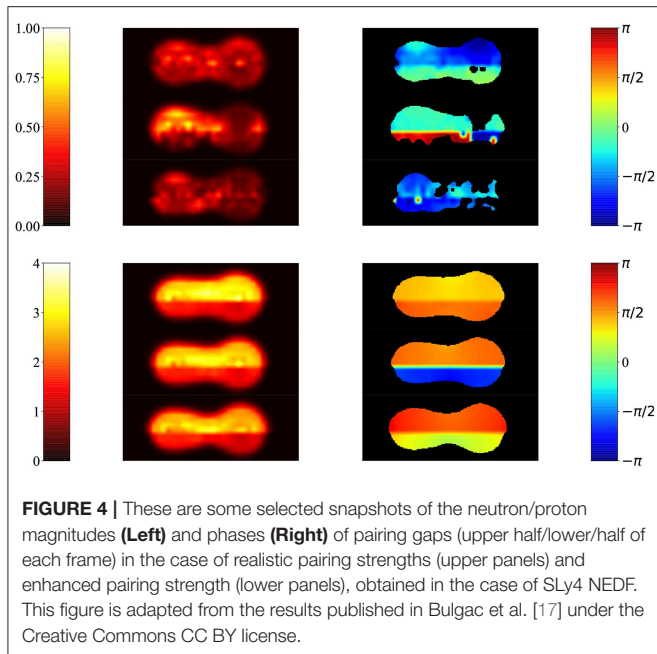 1.00
0.75
0.50
0.25
0.00
π
π/2
0
−π/2
−π
4
3
2
1
0
π
π/2
0
−π/2
−π
FIGURE 4 | These are some selected snapshots of the neutron/proton
magnitudes (Left) and phases (Right) of pairing gaps (upper half/lower/half of
each frame) in the case of realistic pairing strengths (upper panels) and
enhanced pairing strength (lower panels), obtained in the case of SLy4 NEDF.
This figure is adapted from the results published in Bulgac et al. [17] under the
Creative Commons CC BY license.